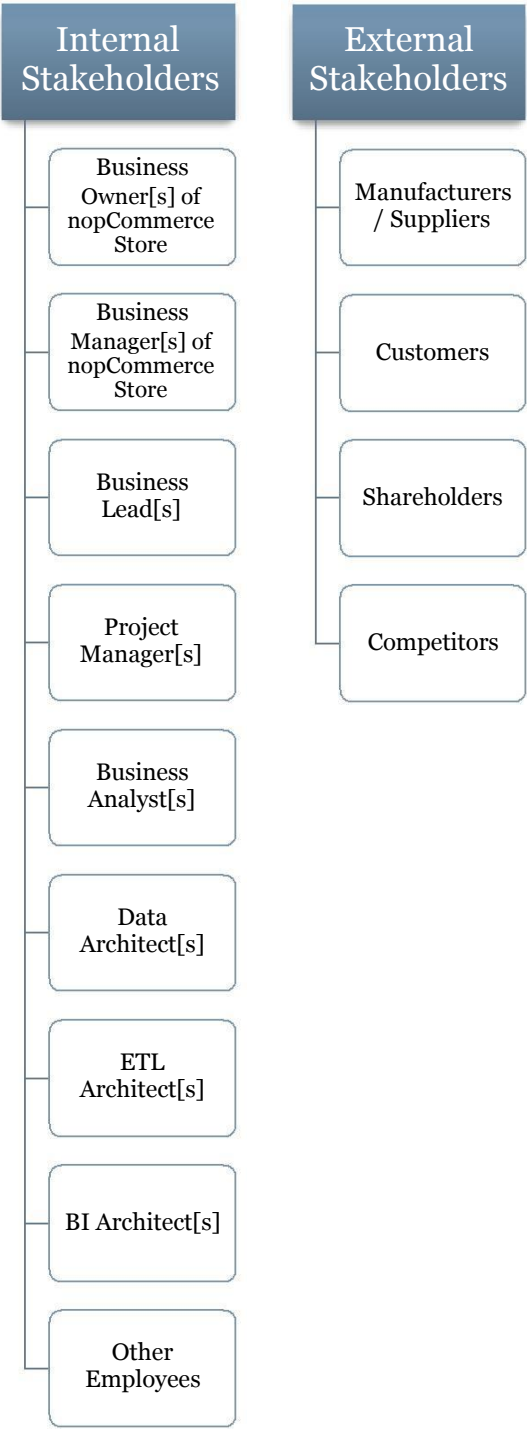 Internal
Stakeholders
Business
Owner[s] of
nopCommerce
Store
Business
Manager[s] of
nopCommerce
Store
Business
Lead[s]
Project
Manager[s]
Business
Analyst[s]
Data
Architect[s]
ETL
Architect[s]
BI Architect[s]
Other
Employees
External
Stakeholders
Manufacturers
/ Suppliers
Customers
Shareholders
Competitors